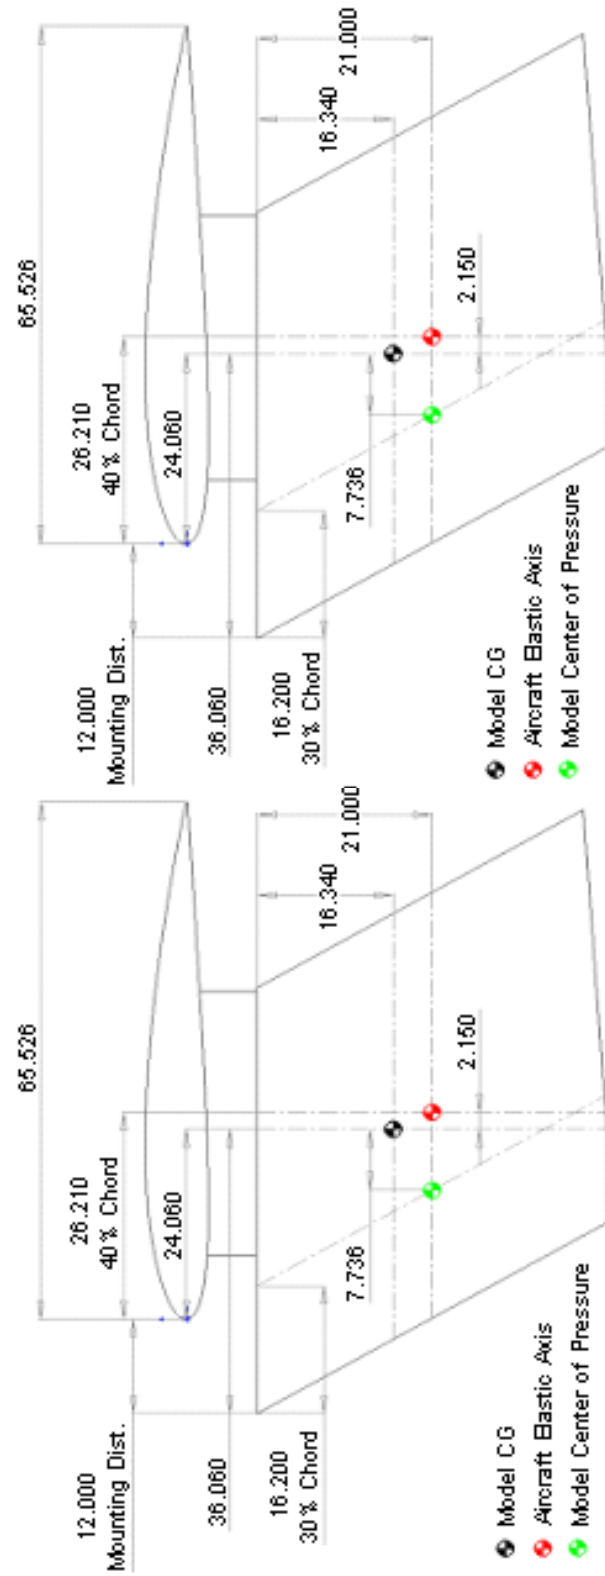 65.526
26.210
40% Chord
24.060
12.000
Mounting Dist.
36.060
16.200
30% Chord
7.736
2.150
16.340
21.000
Model CG
Aircraft Elastic Axis
Model Center of Pressure
65.526
26.210
40% Chord
24.060
12.000
Mounting Dist.
36.060
16.200
30% Chord
7.736
2.150
16.340
21.000
Model CG
Aircraft Elastic Axis
Model Center of Pressure